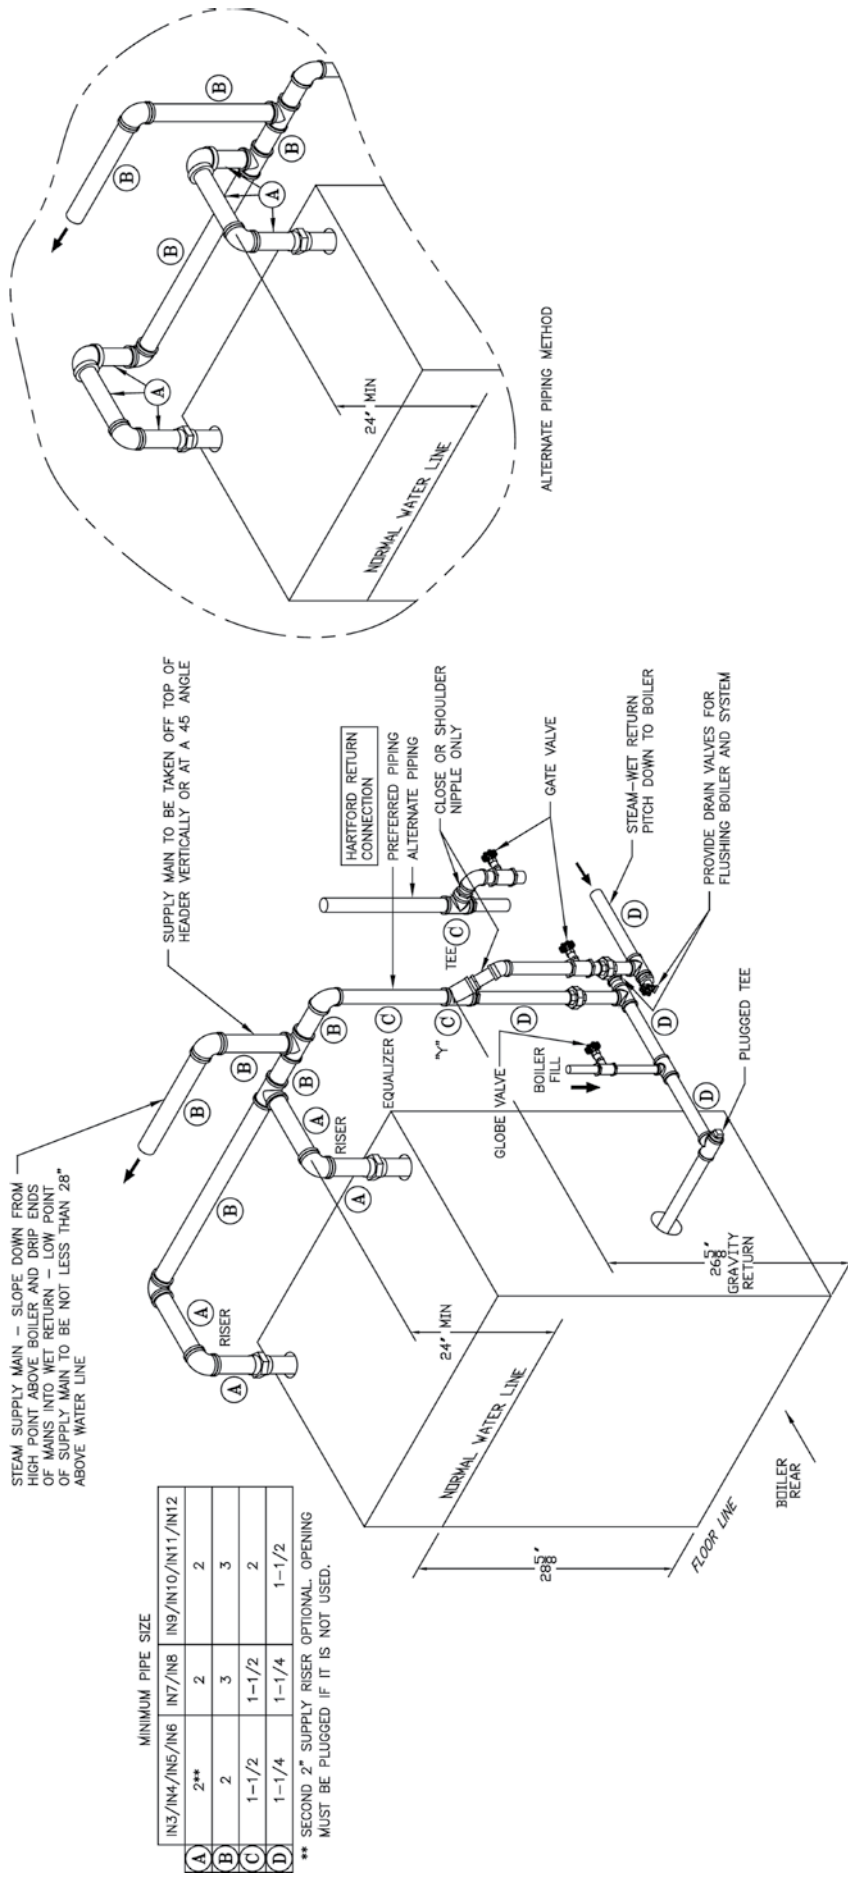 STEAM SUPPLY MAIN – SLOPE DOWN FROM
HIGH POINT ABOVE BOILER AND DRIP ENDS
OF MAINS INTO WET RETURN – LOW POINT
OF SUPPLY MAIN TO BE NOT LESS THAN 28"
ABOVE WATER LINE
SUPPLY MAIN TO BE TAKEN OFF TOP OF
HEADER VERTICALLY OR AT A 45 ANGLE
MINIMUM PIPE SIZE
IN3/IN4/IN5/IN6 IN7/IN8 IN9/IN10/IN11/IN12
A 2** 2 2
B 2 3 3
C 1-1/2 1-1/2 2
D 1-1/4 1-1/4 1-1/2
** SECOND 2" SUPPLY RISER OPTIONAL. OPENING
MUST BE PLUGGED IF IT IS NOT USED.
B
B
B
B
B
A
RISER
A
A
RISER
A
HARTFORD RETURN
CONNECTION
PREFERRED PIPING
ALTERNATE PIPING
CLOSE OR SHOULDER
NIPPLE ONLY
GATE VALVE
EQUALIZER C
TEE C
"Y" C
D
GLOBE VALVE
BOILER
FILL
STEAM-WET RETURN
PITCH DOWN TO BOILER
D
D
D
PROVIDE DRAIN VALVES FOR
FLUSHING BOILER AND SYSTEM
PLUGGED TEE
24" MIN
NORMAL WATER LINE
28 5/8"
26 5/8"
GRAVITY
RETURN
FLOOR LINE
BOILER
REAR
B
B
B
B
A
A
24" MIN
NORMAL WATER LINE
ALTERNATE PIPING METHOD